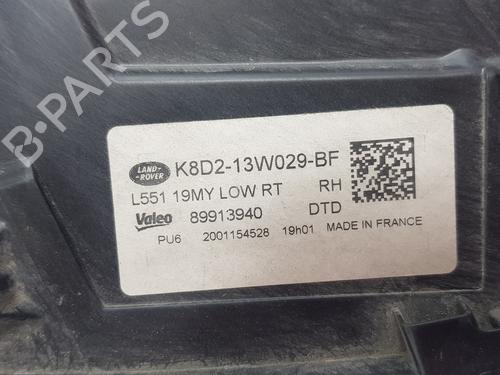 LAND-ROVER K8D2-13W029-BF
L551 19MY LOW RT RH
Valeo 89913940 DTD
PU6 2001154528 19h01 MADE IN FRANCE
B-PARTS